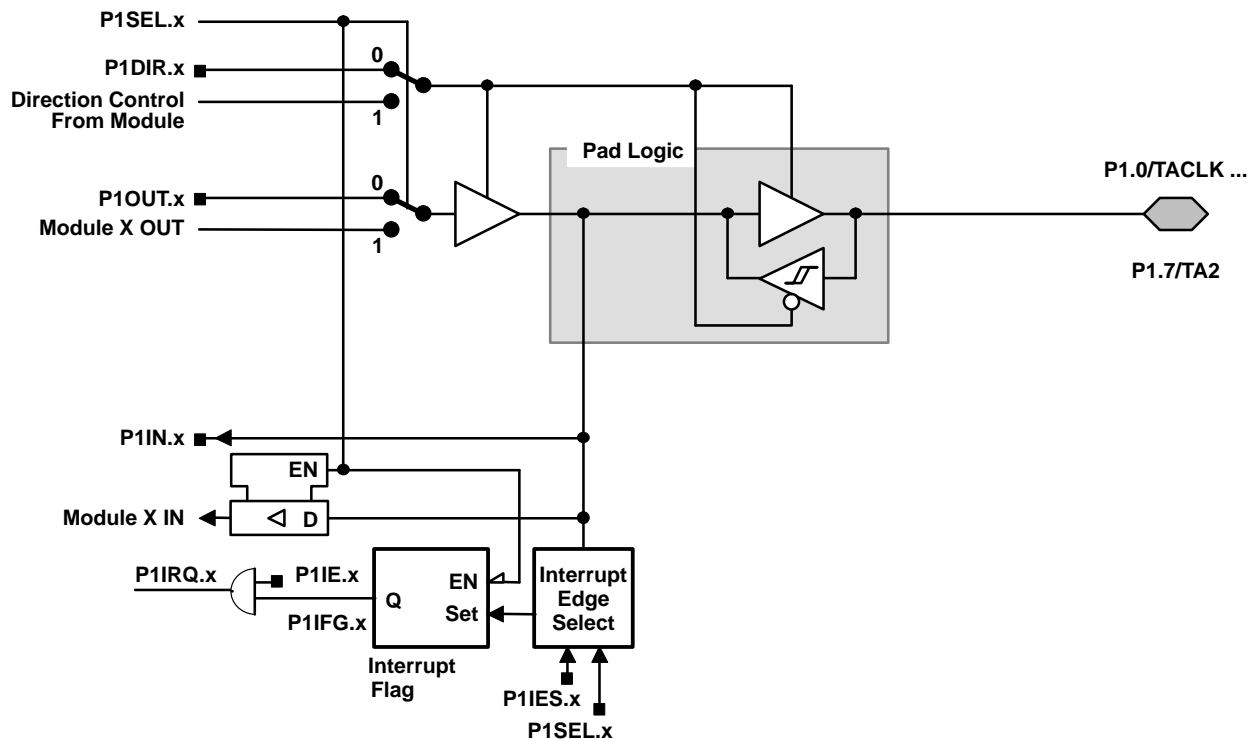 P1SEL.x
P1DIR.x
0
Direction Control
From Module
1
Pad Logic
P1OUT.x
0
Module X OUT
1
P1.0/TACLK ...
P1.7/TA2
P1IN.x
EN
Module X IN
D
P1IRQ.x
P1IE.x
P1IFG.x
Q
EN
Set
Interrupt
Edge
Select
Interrupt
Flag
P1IES.x
P1SEL.x